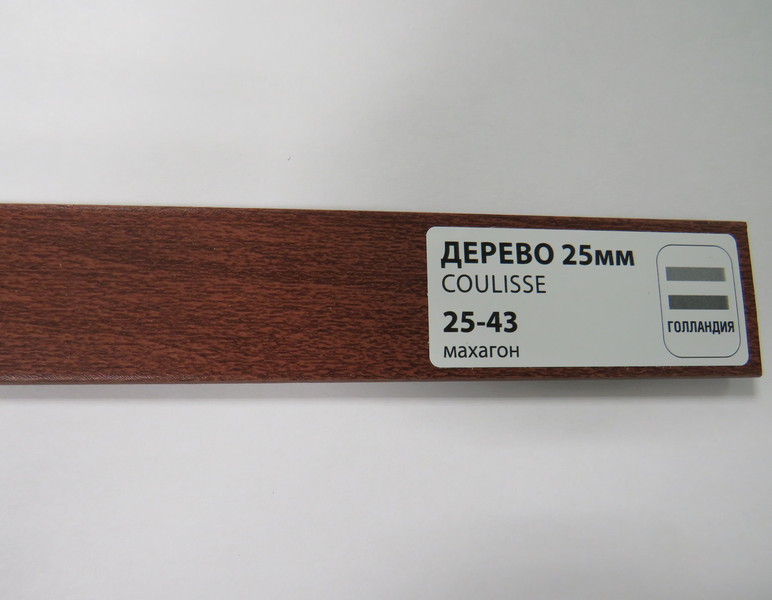 ДЕРЕВО 25мм
COULISSE
25-43
махагон
ГОЛЛАНДИЯ